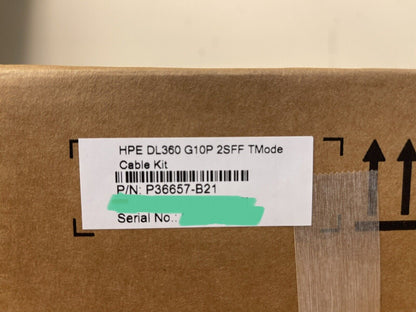 HPE DL360 G10P 2SFF TMode
Cable Kit
P/N: P36657-B21
Serial No.: